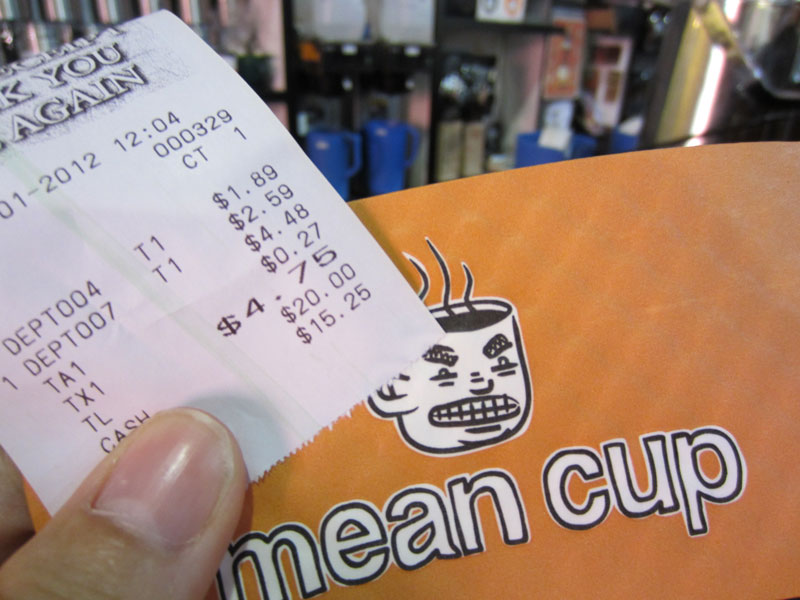 K YOU
AGAIN
01-2012 12:04
000329
CT 1
DEPT004 T1 $1.89
1 DEPT007 T1 $2.59
TA1 $4.48
TX1 $0.27
TL $4.75
CASH $20.00
$15.25
mean cup